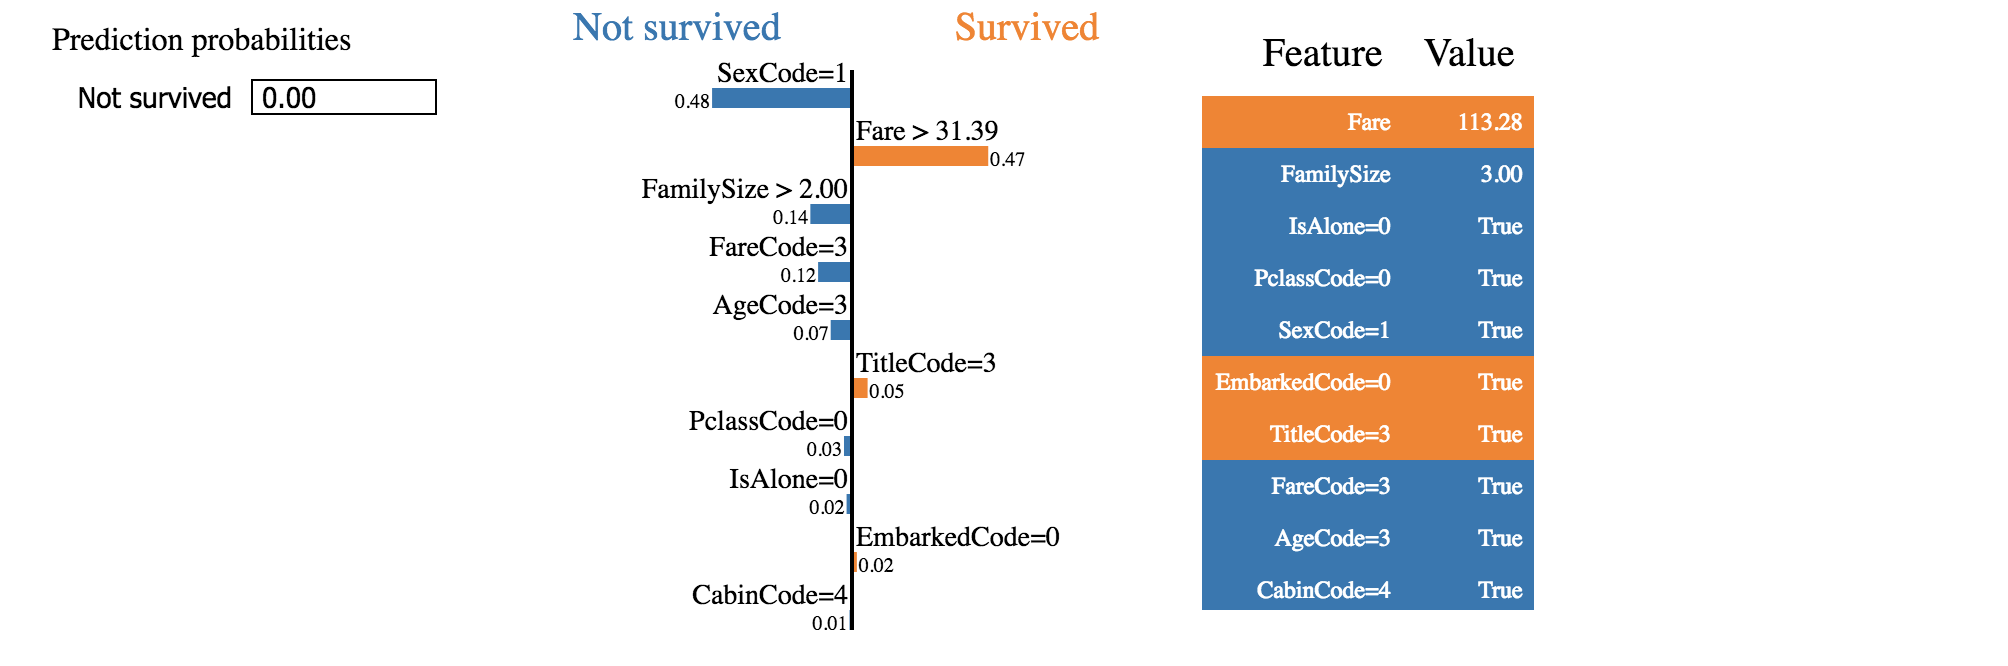 Prediction probabilities
Not survived 0.00
Not survived Survived
SexCode=1
0.48
Fare > 31.39
0.47
FamilySize > 2.00
0.14
FareCode=3
0.12
AgeCode=3
0.07
TitleCode=3
0.05
PclassCode=0
0.03
IsAlone=0
0.02
EmbarkedCode=0
0.02
CabinCode=4
0.01
Feature Value
Fare 113.28
FamilySize 3.00
IsAlone=0 True
PclassCode=0 True
SexCode=1 True
EmbarkedCode=0 True
TitleCode=3 True
FareCode=3 True
AgeCode=3 True
CabinCode=4 True